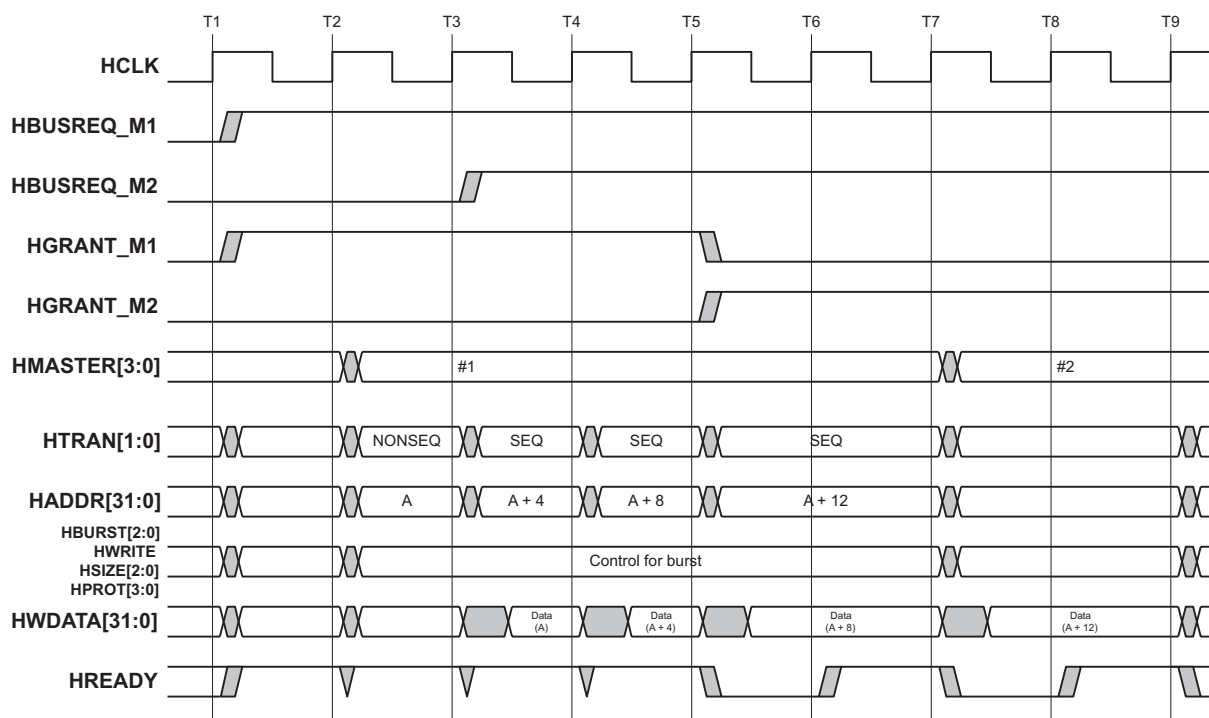 T1 T2 T3 T4 T5 T6 T7 T8 T9
HCLK
HBUSREQ_M1
HBUSREQ_M2
HGRANT_M1
HGRANT_M2
HMASTER[3:0] #1 #2
HTRAN[1:0] NONSEQ SEQ SEQ SEQ
HADDR[31:0] A A + 4 A + 8 A + 12
HBURST[2:0]
HWRITE Control for burst
HSIZE[2:0]
HPROT[3:0]
HWDATA[31:0] Data Data Data Data
(A) (A + 4) (A + 8) (A + 12)
HREADY